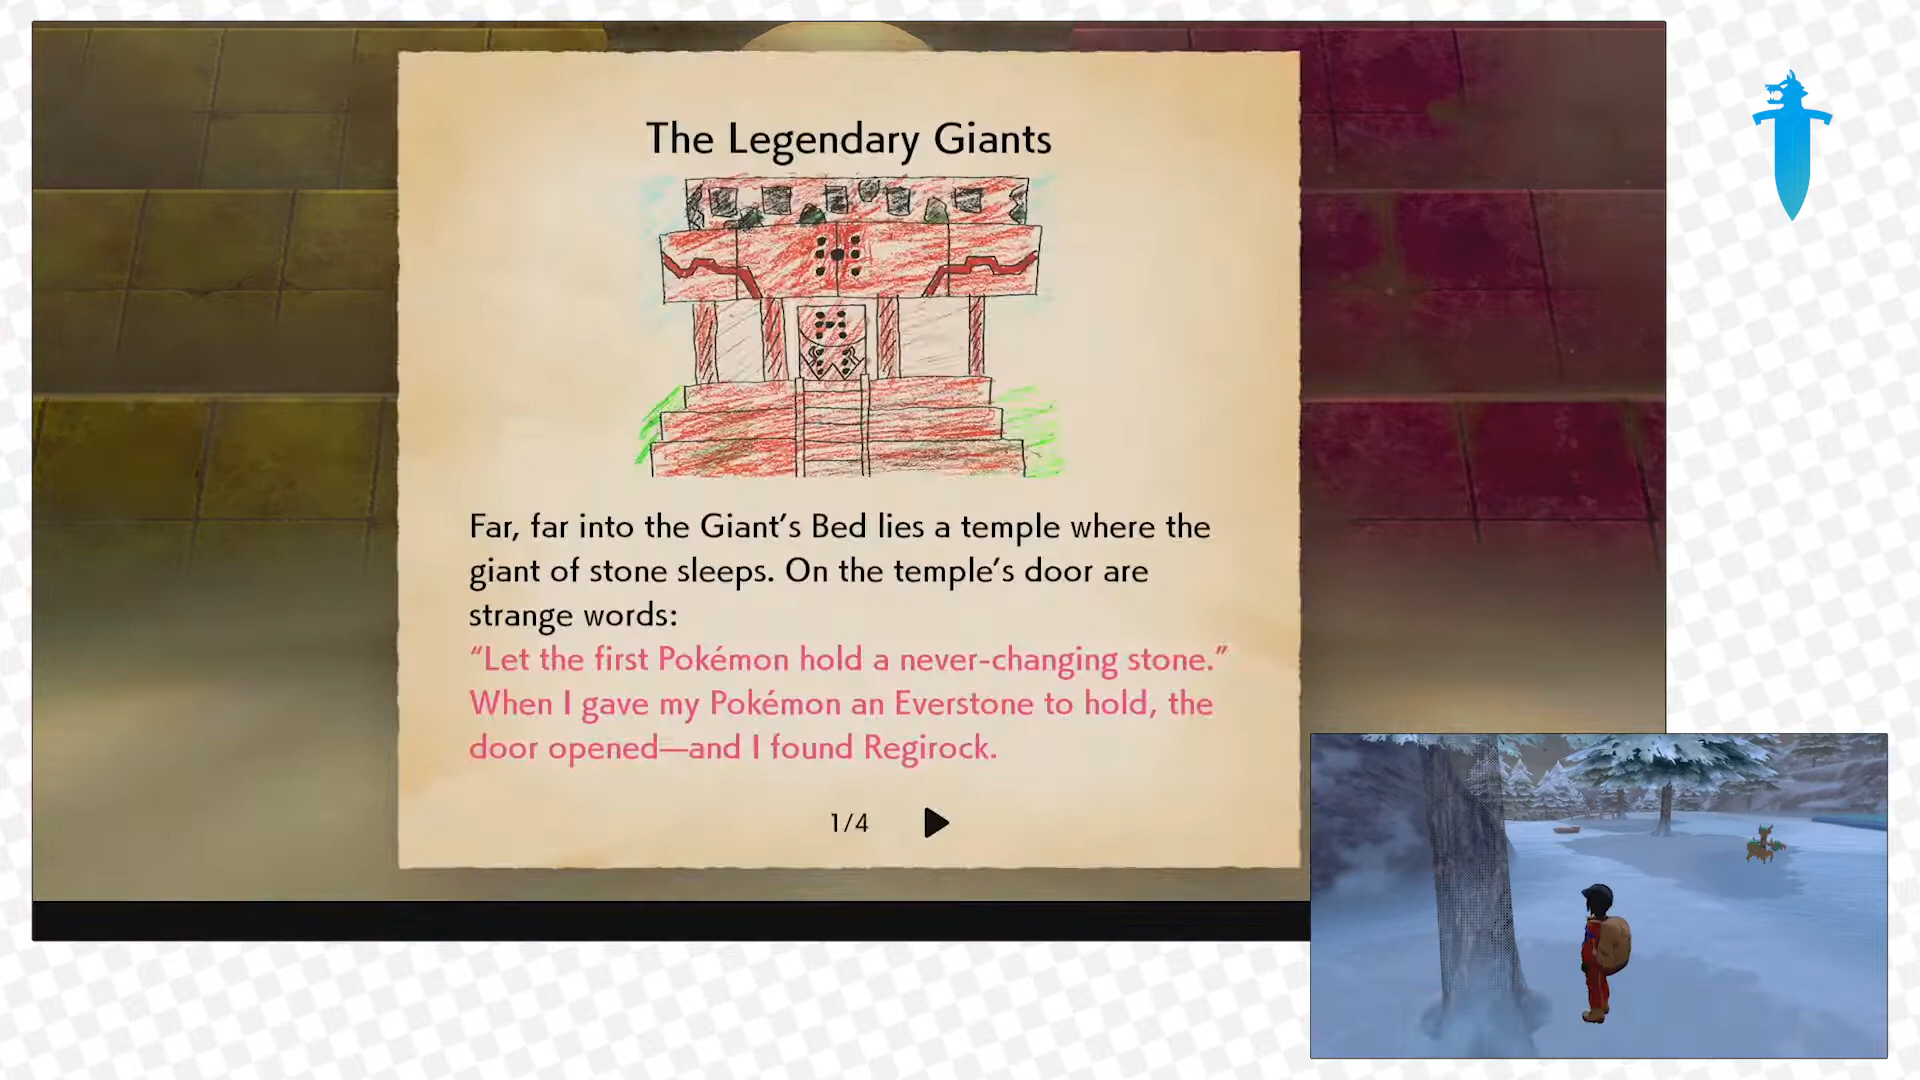 The Legendary Giants
Far, far into the Giant’s Bed lies a temple where the
giant of stone sleeps. On the temple’s door are
strange words:
“Let the first Pokémon hold a never-changing stone.”
When I gave my Pokémon an Everstone to hold, the
door opened—and I found Regirock.
1/4